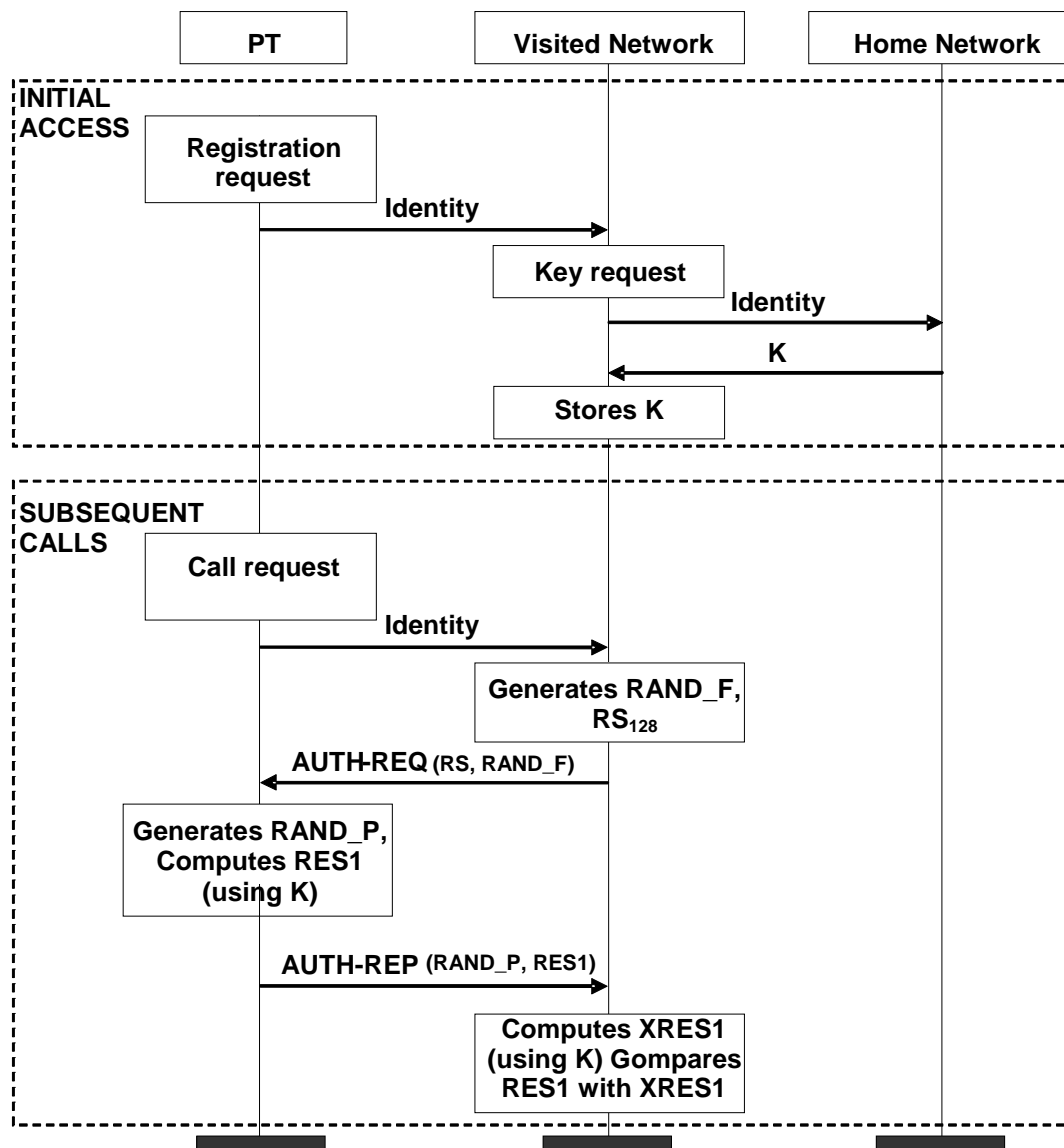 PT
Visited Network
Home Network
INITIAL
ACCESS
Registration
request
Identity
Key request
Identity
K
Stores K
SUBSEQUENT
CALLS
Call request
Identity
Generates RAND_F,
RS₁₂₈
AUTH-REQ (RS, RAND_F)
Generates RAND_P,
Computes RES1
(using K)
AUTH-REP (RAND_P, RES1)
Computes XRES1
(using K) Gompares
RES1 with XRES1